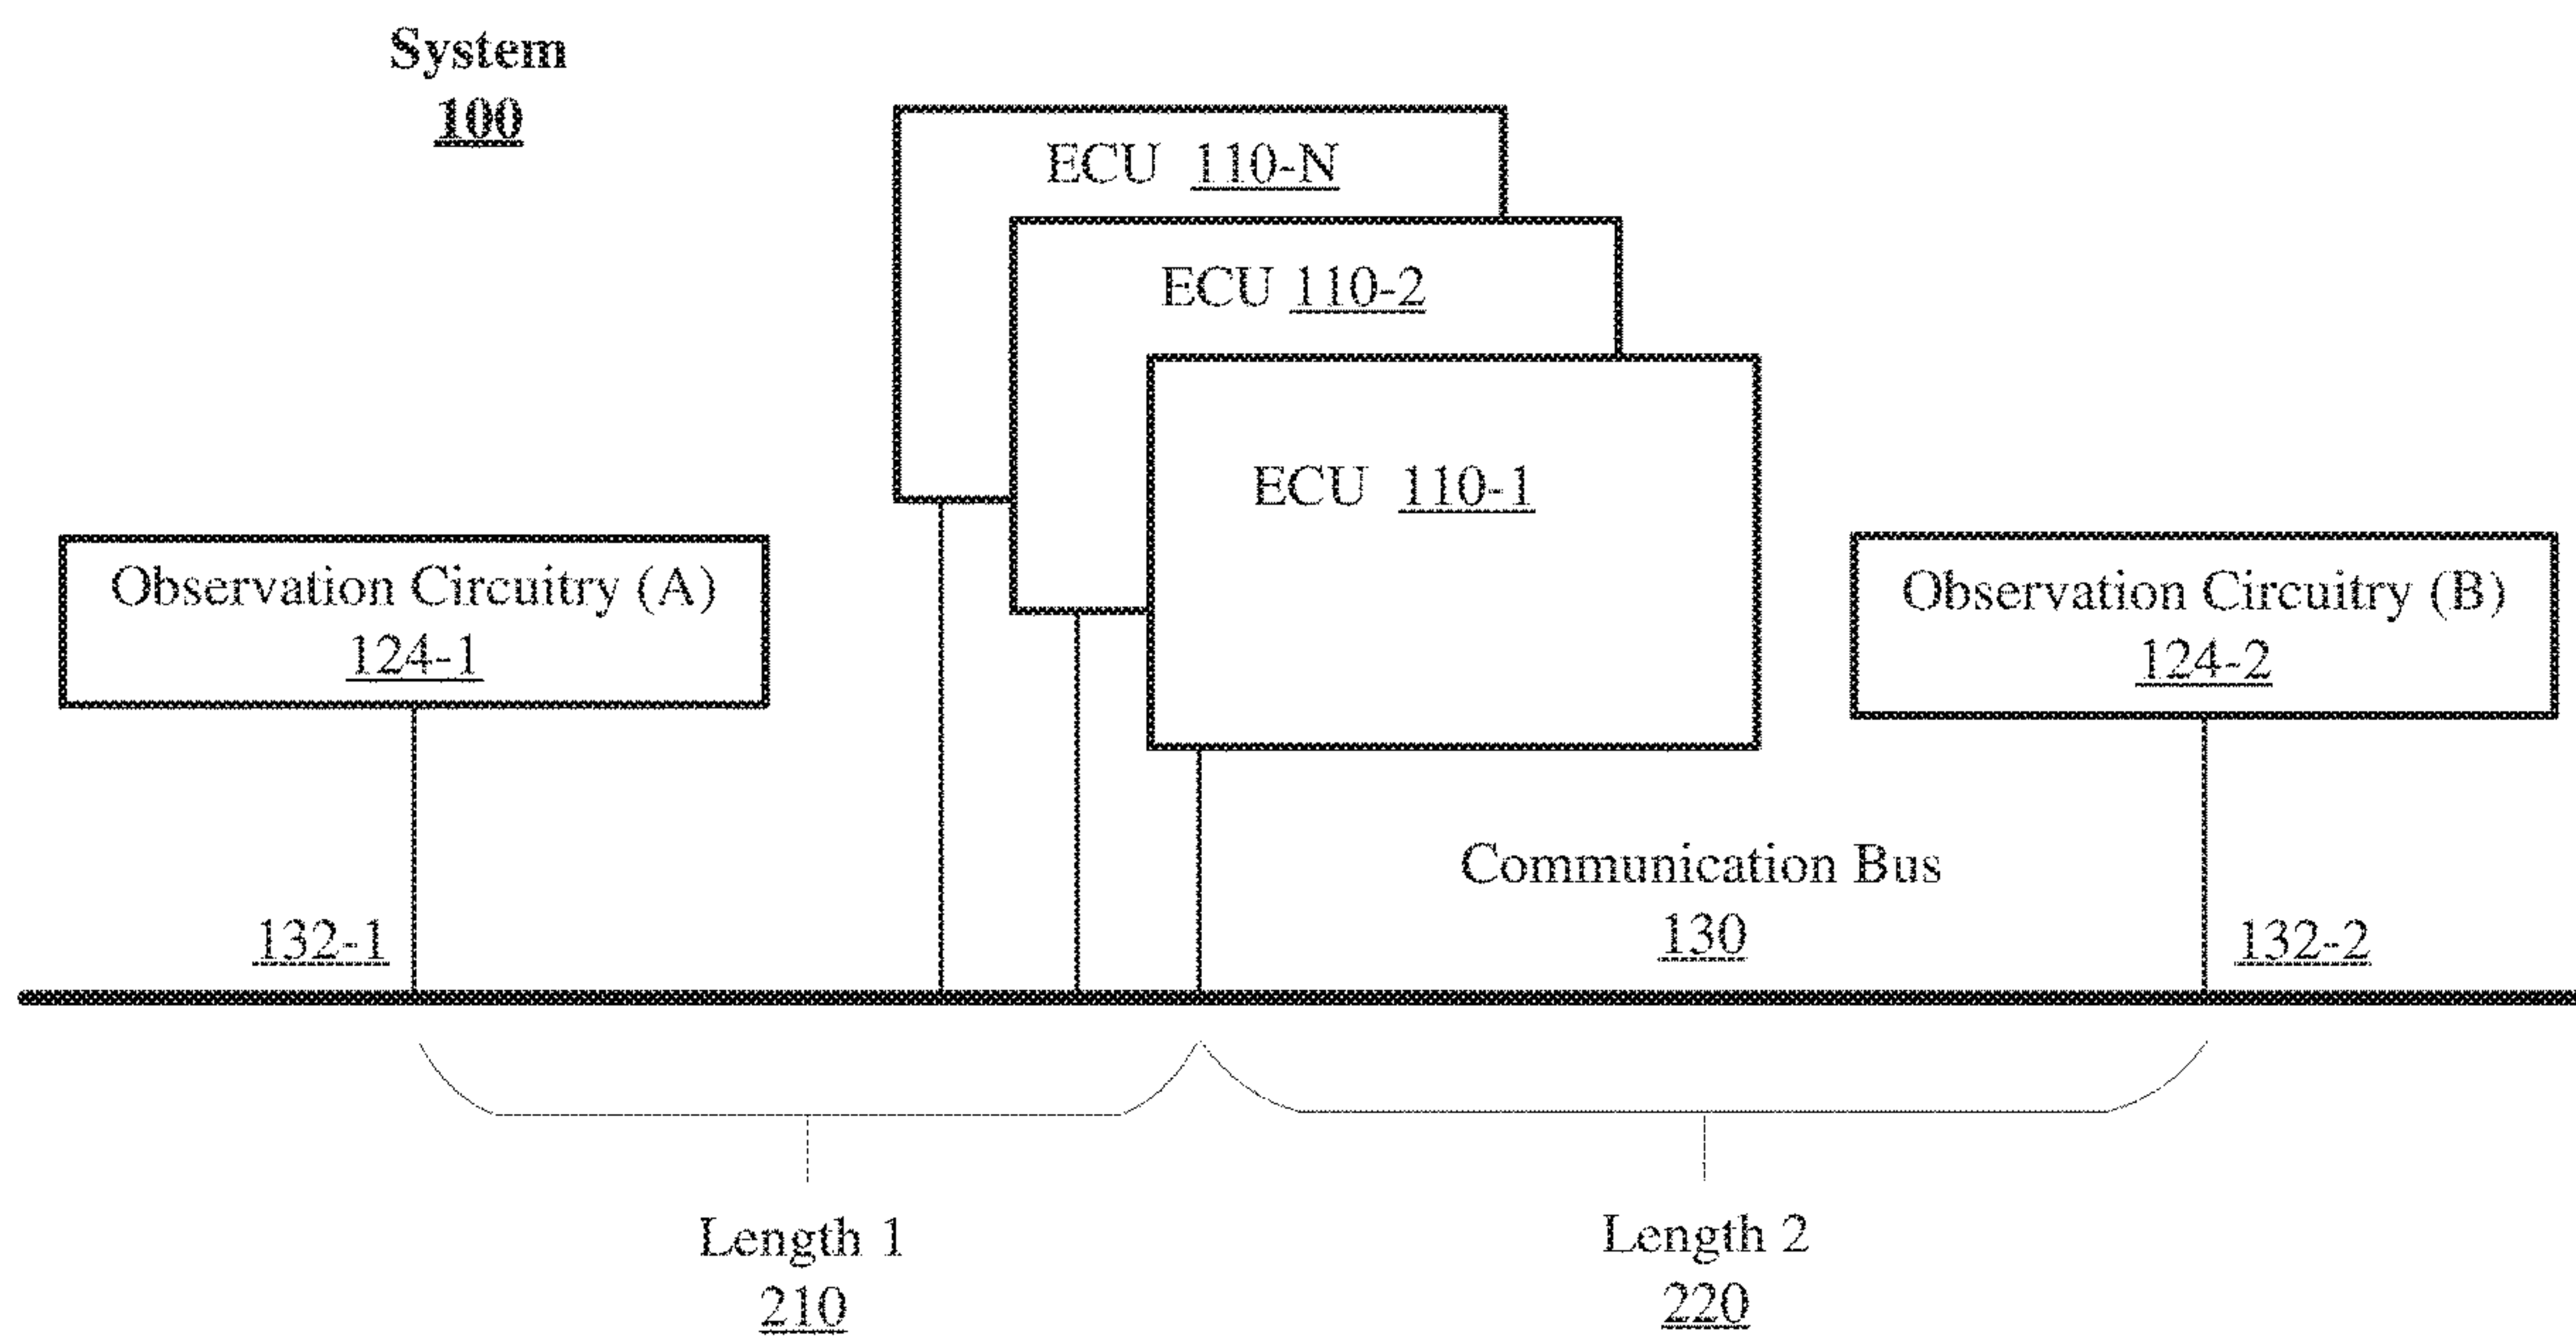 System
100
ECU 110-N
ECU 110-2
ECU 110-1
Observation Circuitry (A)
124-1
Observation Circuitry (B)
124-2
Communication Bus
130
132-1
132-2
Length 1
210
Length 2
220